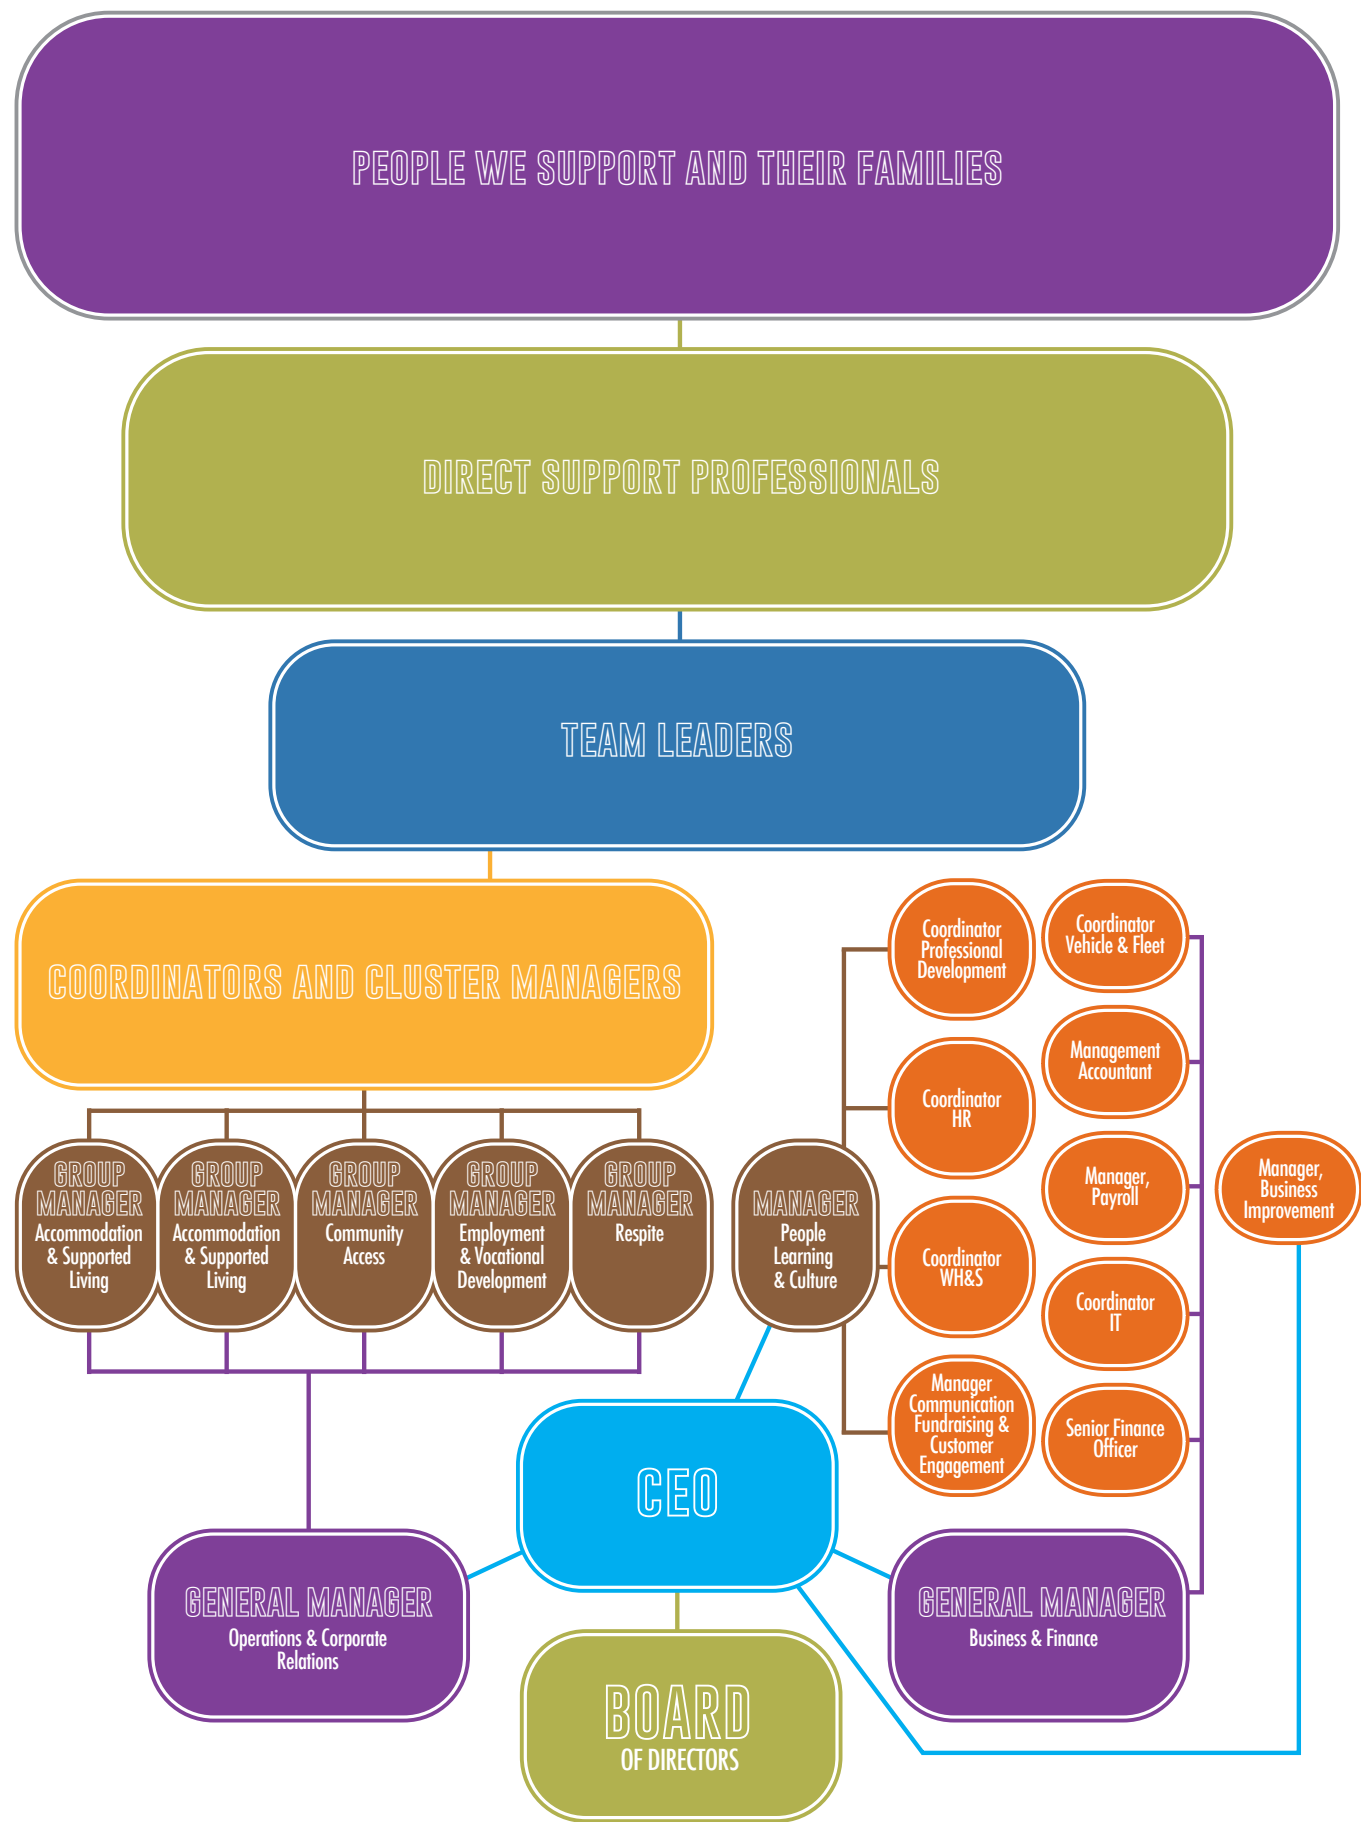 PEOPLE WE SUPPORT AND THEIR FAMILIES
DIRECT SUPPORT PROFESSIONALS
TEAM LEADERS
COORDINATORS AND CLUSTER MANAGERS
GROUP
MANAGER
Accommodation
& Supported
Living
GROUP
MANAGER
Accommodation
& Supported
Living
GROUP
MANAGER
Community
Access
GROUP
MANAGER
Employment
& Vocational
Development
GROUP
MANAGER
Respite
MANAGER
People
Learning
& Culture
Coordinator
Professional
Development
Coordinator
HR
Coordinator
WH&S
Manager
Communication
Fundraising &
Customer
Engagement
Coordinator
Vehicle & Fleet
Management
Accountant
Manager,
Payroll
Coordinator
IT
Senior Finance
Officer
Manager,
Business
Improvement
CEO
GENERAL MANAGER
Operations & Corporate
Relations
GENERAL MANAGER
Business & Finance
BOARD
OF DIRECTORS